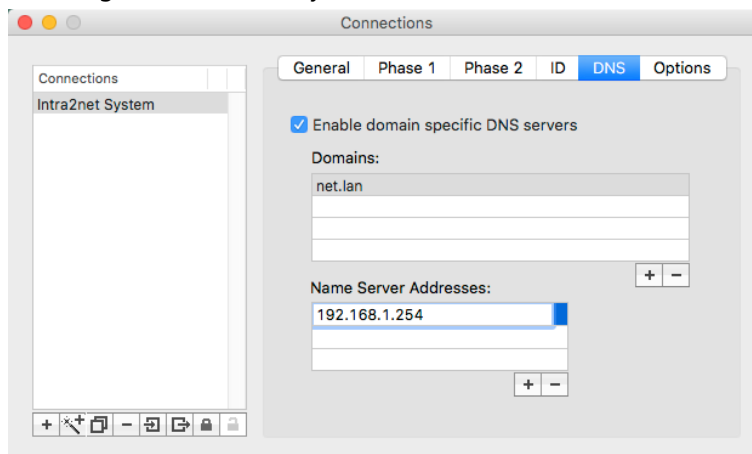 Connections
General Phase 1 Phase 2 ID DNS Options
Connections
Intra2net System
Enable domain specific DNS servers
Domains:
net.lan
+ −
Name Server Addresses:
192.168.1.254
+ −
+ −